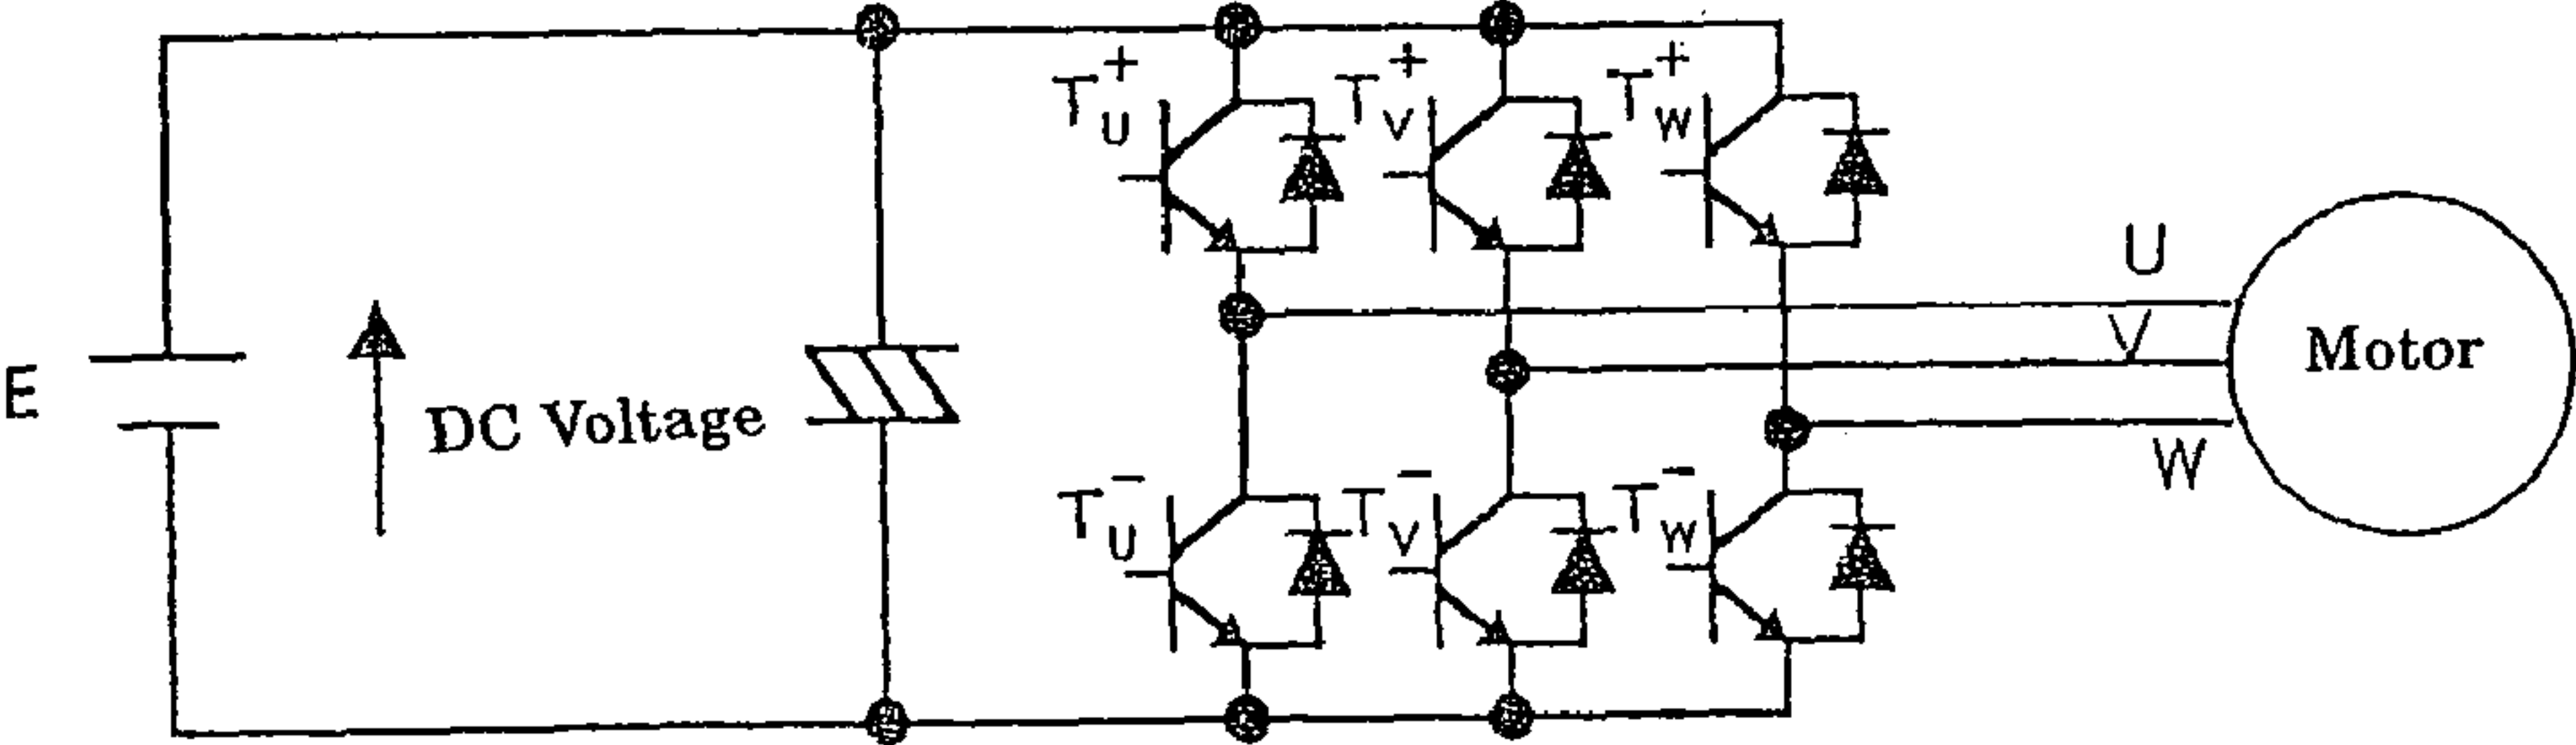 T+U T+V T+W
U
V
W
Motor
E
DC Voltage
T-U T-V T-W